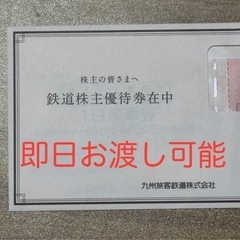 株主の皆さまへ
鉄道株主優待券在中
即日お渡し可能
九州旅客鉄道株式会社